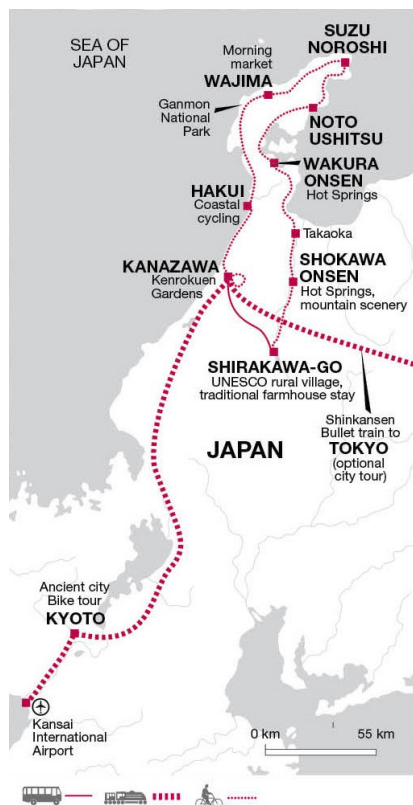 SEA OF
JAPAN
SUZU
NOROSHI
Morning
market
WAJIMA
Ganmon
National
Park
NOTO
USHITSU
WAKURA
ONSEN
Hot Springs
HAKUI
Coastal
cycling
Takaoka
KANAZAWA
Kenrokuen
Gardens
SHOKAWA
ONSEN
Hot Springs,
mountain scenery
SHIRAKAWA-GO
UNESCO rural village,
traditional farmhouse stay
Shinkansen
Bullet train to
TOKYO
(optional
city tour)
JAPAN
Ancient city
Bike tour
KYOTO
Kansai
International
Airport
0 km 55 km